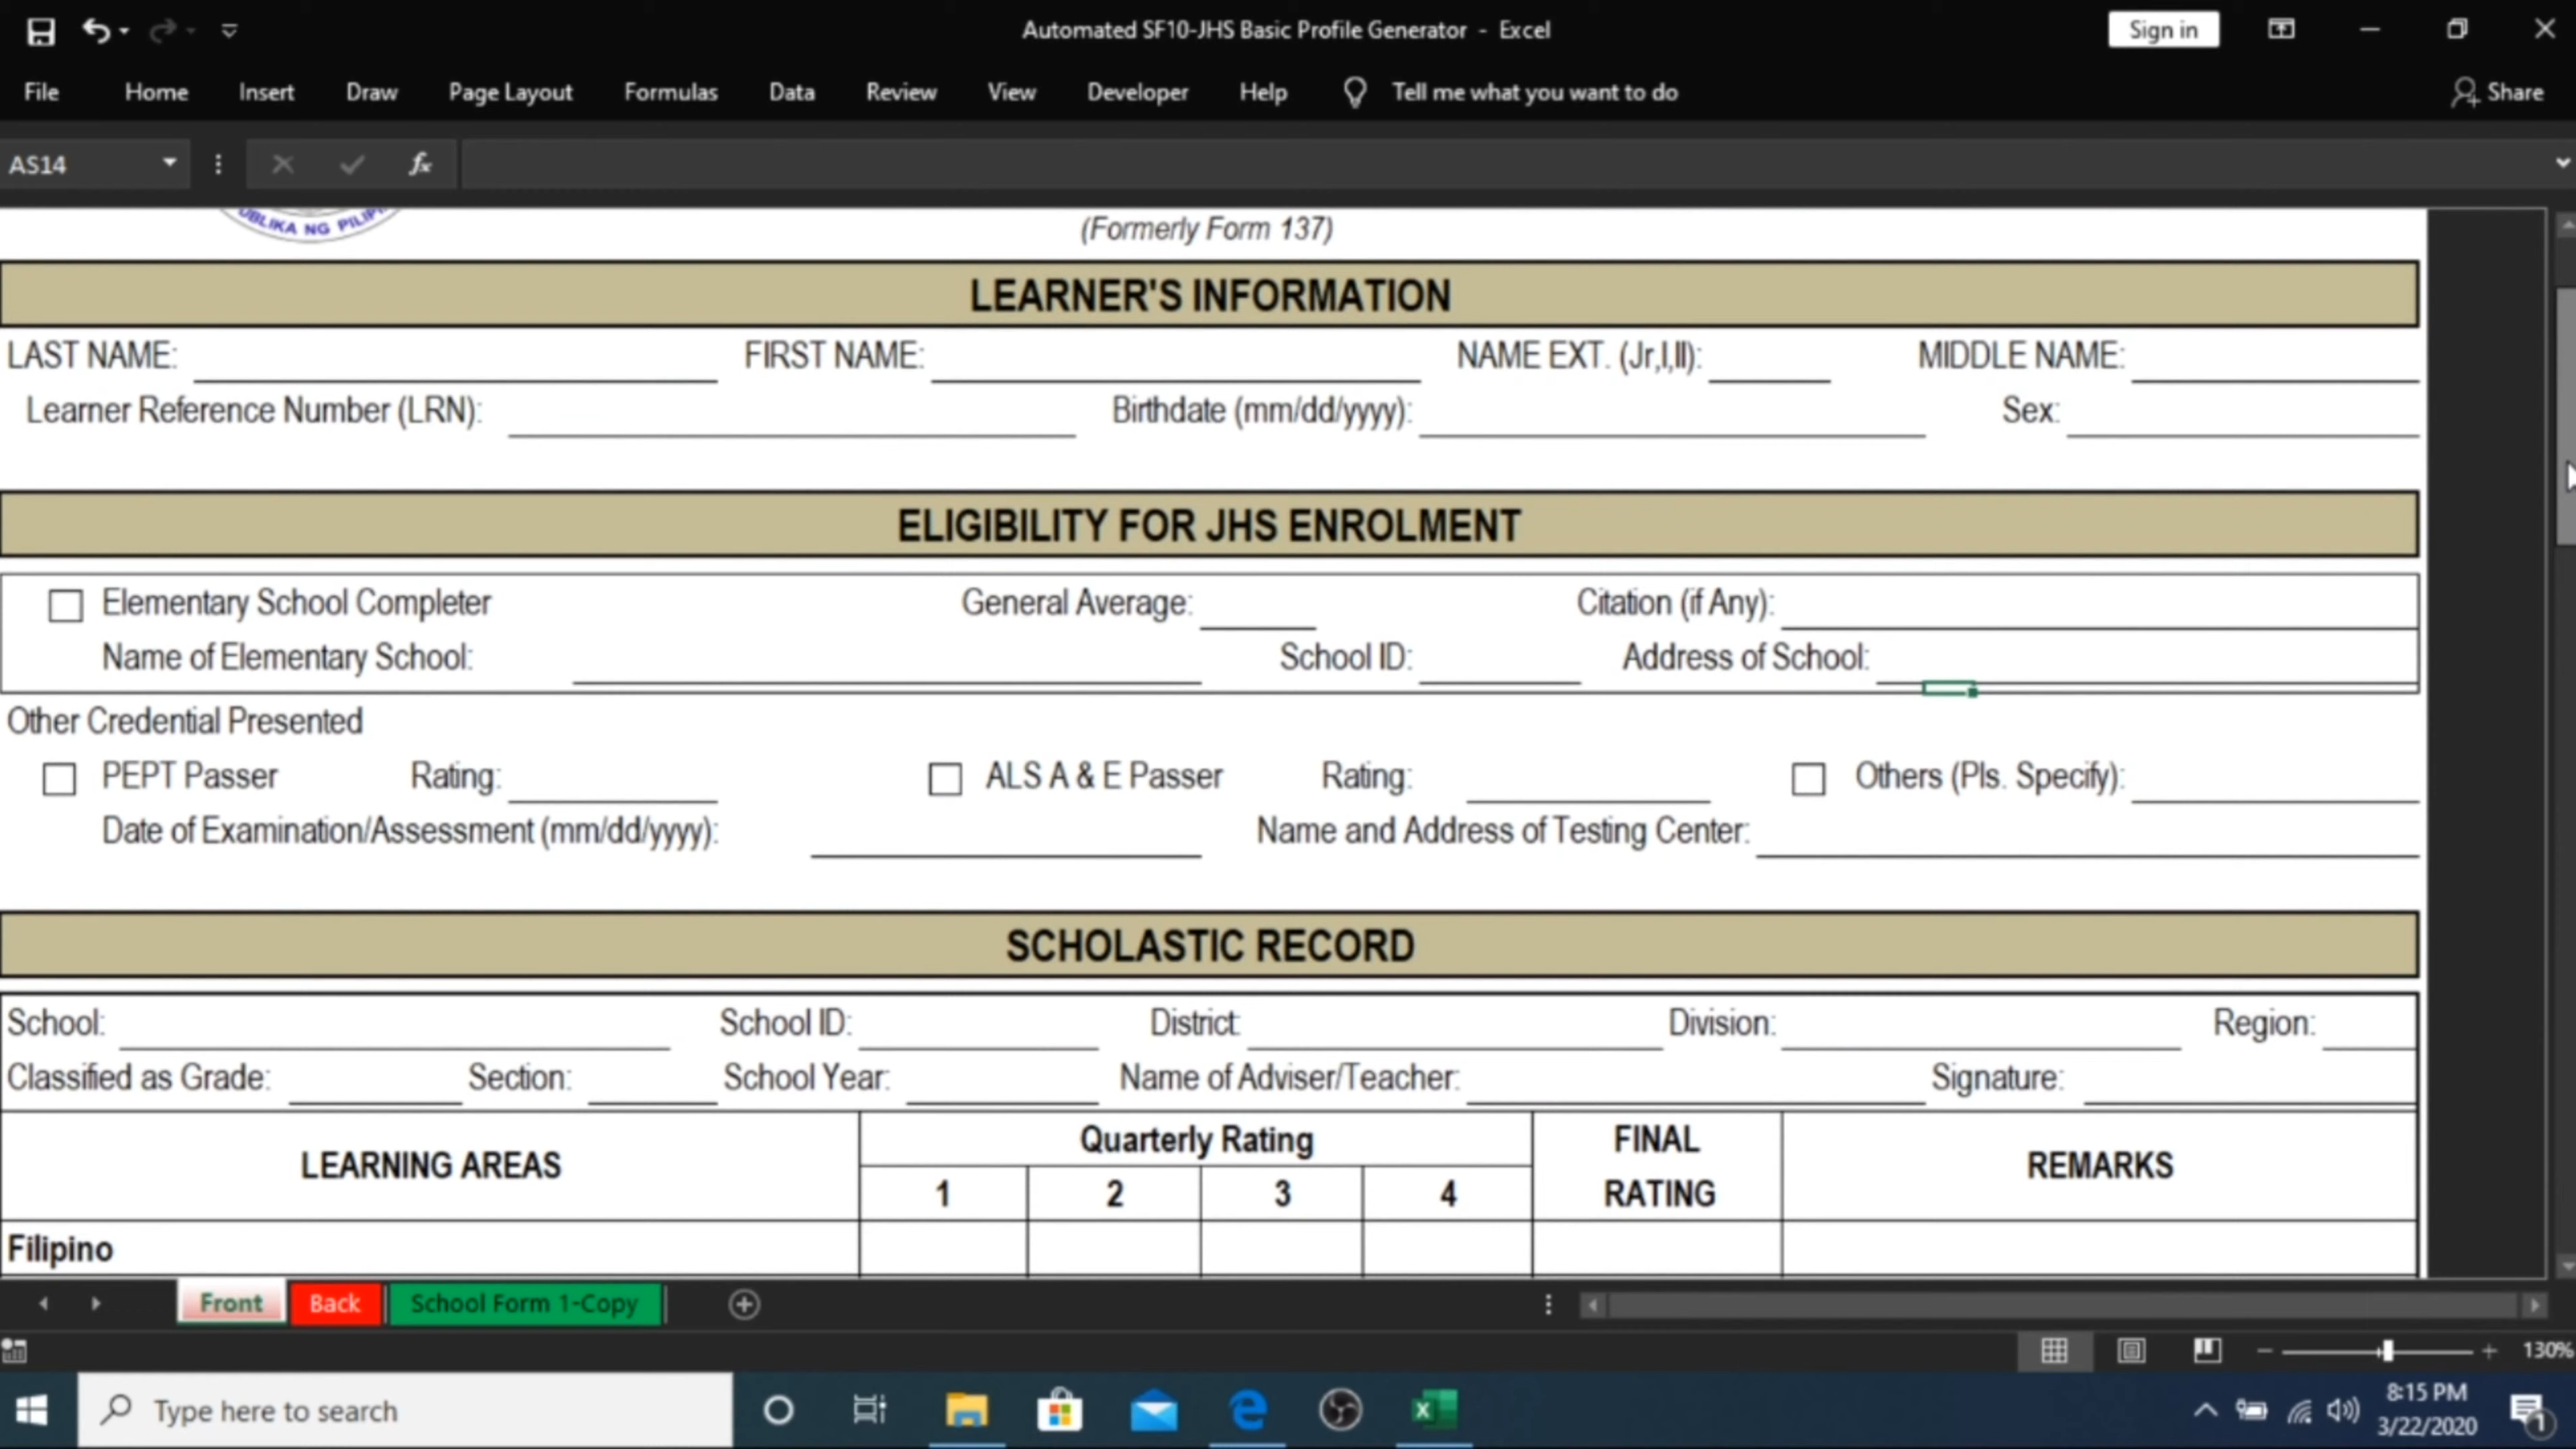 Automated SF10-JHS Basic Profile Generator - Excel
Sign in
File Home Insert Draw Page Layout Formulas Data Review View Developer Help Tell me what you want to do Share
AS14 fx
UBLIKA NG PILIPI
(Formerly Form 137)
LEARNER'S INFORMATION
LAST NAME: FIRST NAME: NAME EXT. (Jr,I,II): MIDDLE NAME:
Learner Reference Number (LRN): Birthdate (mm/dd/yyyy): Sex:
ELIGIBILITY FOR JHS ENROLMENT
Elementary School Completer General Average: Citation (if Any):
Name of Elementary School: School ID: Address of School:
Other Credential Presented
PEPT Passer Rating: ALS A & E Passer Rating: Others (Pls. Specify):
Date of Examination/Assessment (mm/dd/yyyy): Name and Address of Testing Center:
SCHOLASTIC RECORD
School: School ID: District: Division: Region:
Classified as Grade: Section: School Year: Name of Adviser/Teacher: Signature:
LEARNING AREAS Quarterly Rating FINAL RATING REMARKS
1 2 3 4
Filipino
Front Back School Form 1-Copy
130%
Type here to search
8:15 PM
3/22/2020
1